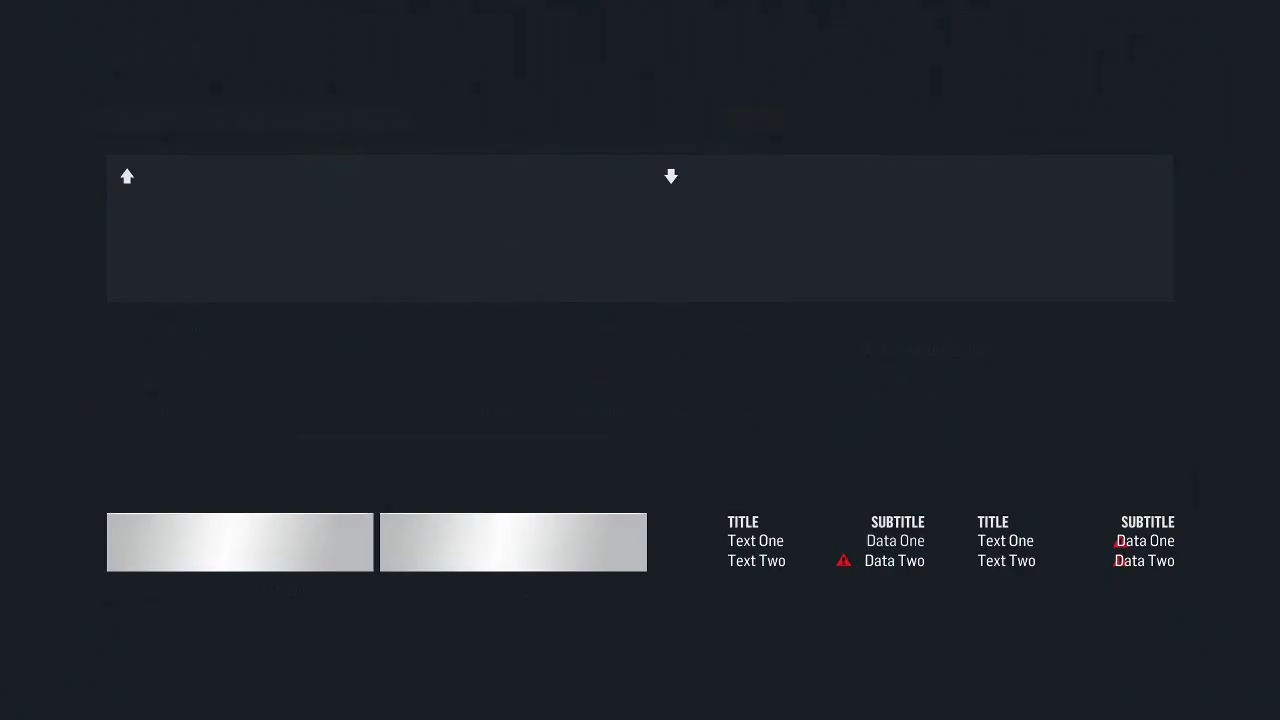 TITLE SUBTITLE TITLE SUBTITLE
Text One Data One Text One Data One
Text Two Data Two Text Two Data Two